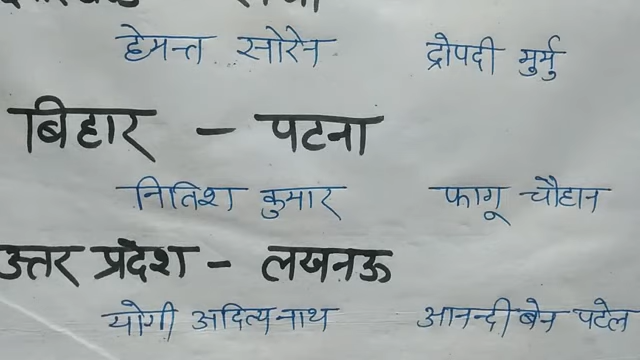 हेमन्त सोरेन द्रोपदी मुर्मु
बिहार - पटना
नितिश कुमार फागू चौहान
उत्तर प्रदेश - लखनऊ
योगी अदित्यनाथ आनन्दी बेन पटेल